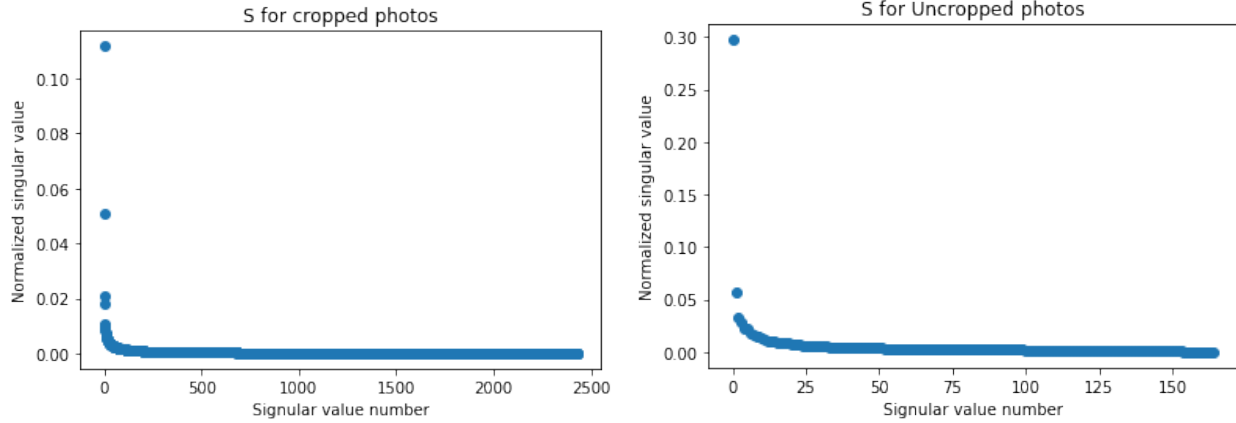 S for cropped photos
0.10
0.08
0.06
0.04
0.02
0.00
Normalized singular value
0 500 1000 1500 2000 2500
Signular value number
S for Uncropped photos
0.30
0.25
0.20
0.15
0.10
0.05
0.00
Normalized singular value
0 25 50 75 100 125 150
Signular value number